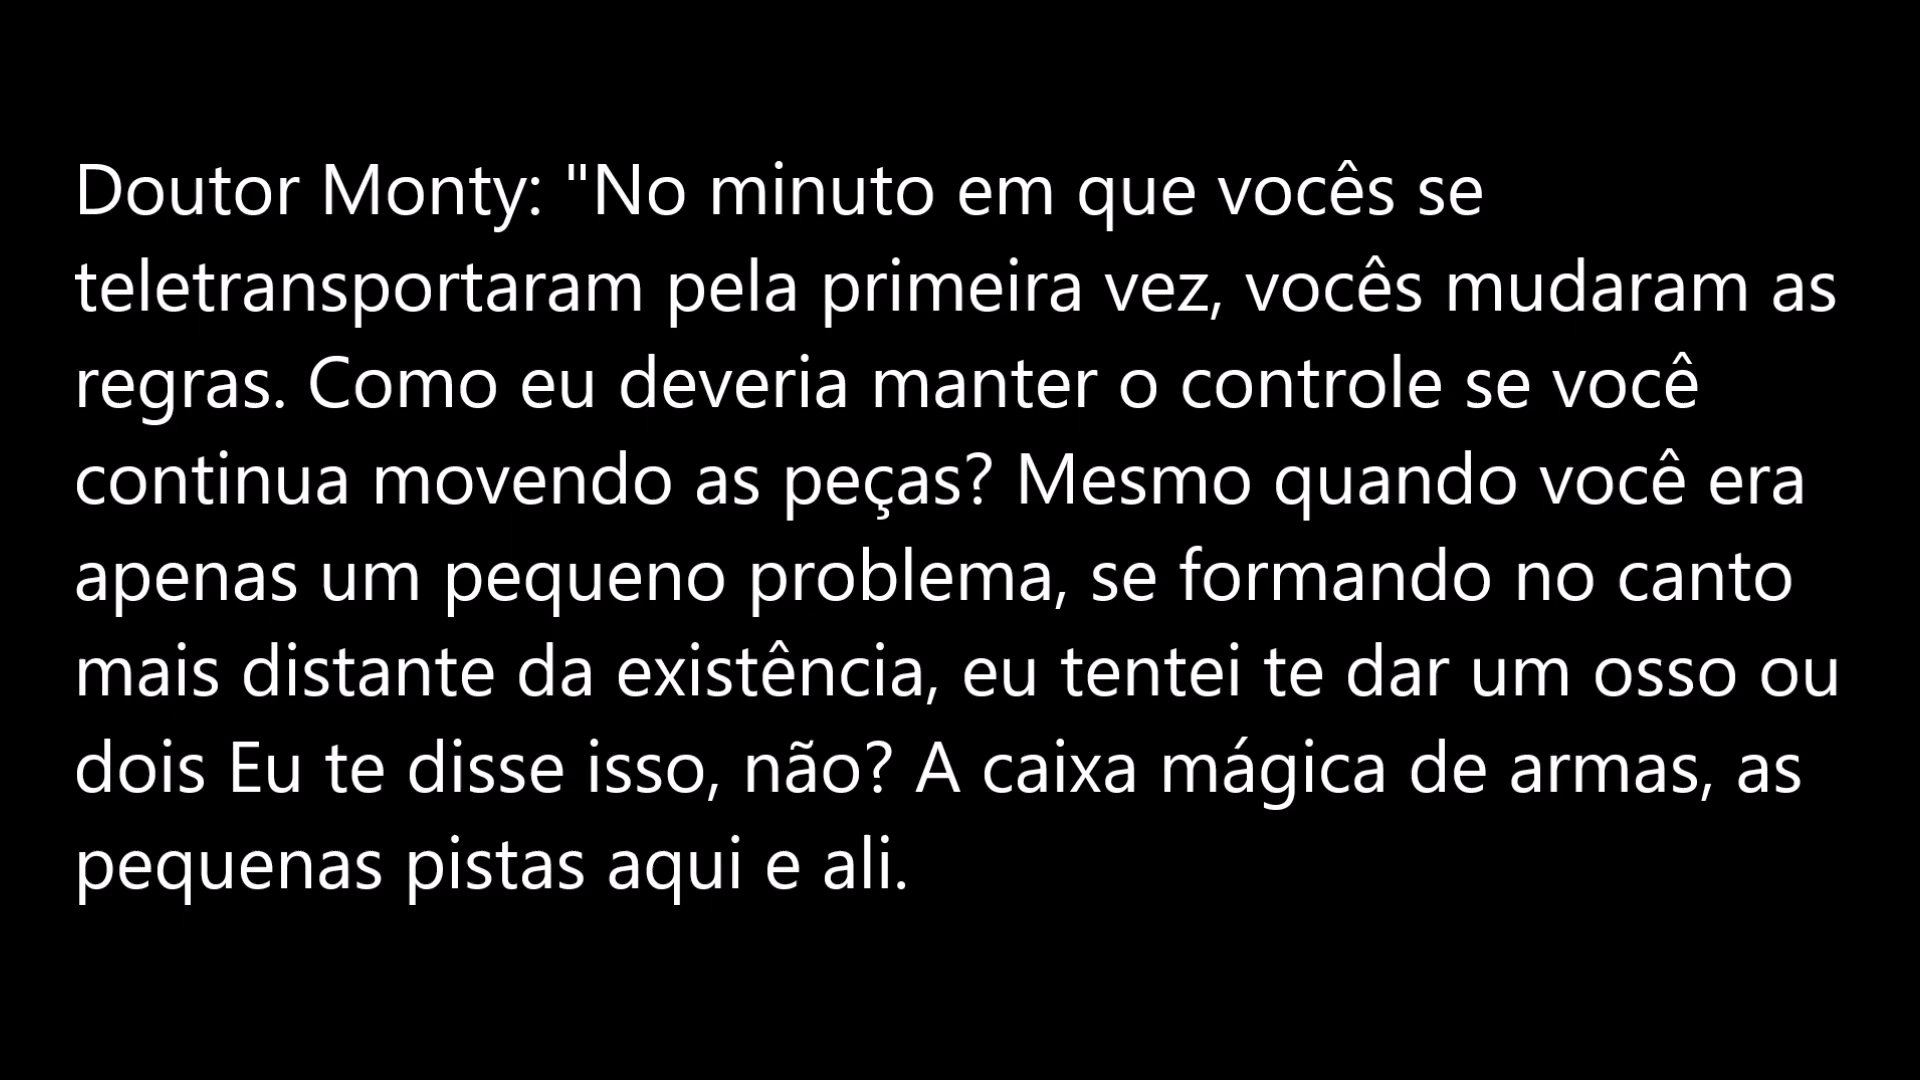 Doutor Monty: "No minuto em que vocês se
teletransportaram pela primeira vez, vocês mudaram as
regras. Como eu deveria manter o controle se você
continua movendo as peças? Mesmo quando você era
apenas um pequeno problema, se formando no canto
mais distante da existência, eu tentei te dar um osso ou
dois Eu te disse isso, não? A caixa mágica de armas, as
pequenas pistas aqui e ali.